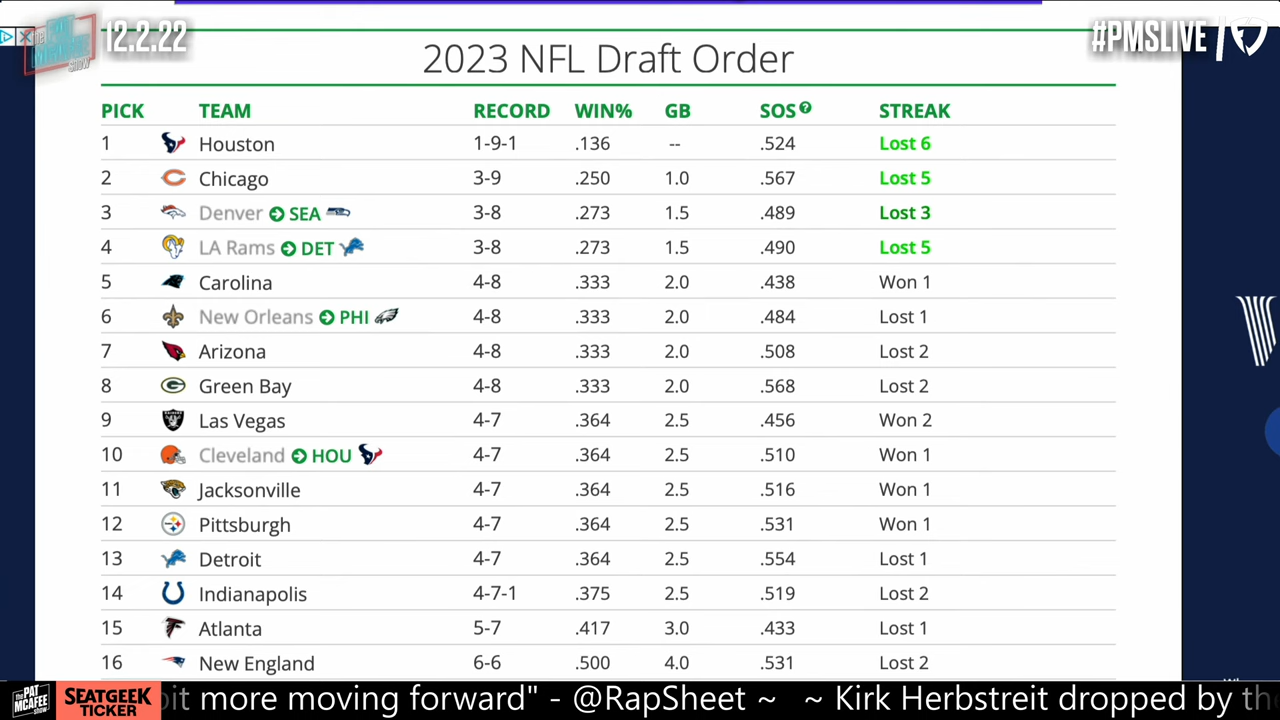 the PAT McAFEE show
12.2.22
#PMSLIVE
2023 NFL Draft Order
PICK TEAM RECORD WIN% GB SOS ? STREAK
1 Houston 1-9-1 .136 -- .524 Lost 6
2 Chicago 3-9 .250 1.0 .567 Lost 5
3 Denver SEA 3-8 .273 1.5 .489 Lost 3
4 LA Rams DET 3-8 .273 1.5 .490 Lost 5
5 Carolina 4-8 .333 2.0 .438 Won 1
6 New Orleans PHI 4-8 .333 2.0 .484 Lost 1
7 Arizona 4-8 .333 2.0 .508 Lost 2
8 Green Bay 4-8 .333 2.0 .568 Lost 2
9 Las Vegas 4-7 .364 2.5 .456 Won 2
10 Cleveland HOU 4-7 .364 2.5 .510 Won 1
11 Jacksonville 4-7 .364 2.5 .516 Won 1
12 Pittsburgh 4-7 .364 2.5 .531 Won 1
13 Detroit 4-7 .364 2.5 .554 Lost 1
14 Indianapolis 4-7-1 .375 2.5 .519 Lost 2
15 Atlanta 5-7 .417 3.0 .433 Lost 1
16 New England 6-6 .500 4.0 .531 Lost 2
the PAT McAFEE show
SEATGEEK
TICKER
bit more moving forward" - @RapSheet ~ ~ Kirk Herbstreit dropped by th